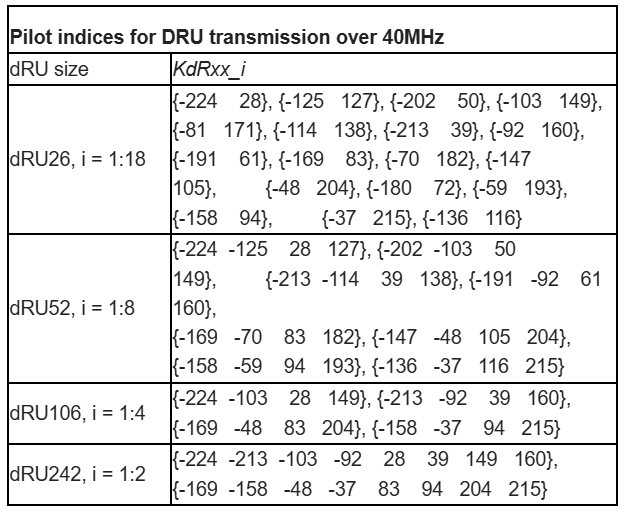 Pilot indices for DRU transmission over 40MHz
dRU size
KdRxx_i
dRU26, i = 1:18
{-224 28}, {-125 127}, {-202 50}, {-103 149},
{-81 171}, {-114 138}, {-213 39}, {-92 160},
{-191 61}, {-169 83}, {-70 182}, {-147
105}, {-48 204}, {-180 72}, {-59 193},
{-158 94}, {-37 215}, {-136 116}
dRU52, i = 1:8
{-224 -125 28 127}, {-202 -103 50
149}, {-213 -114 39 138}, {-191 -92 61
160},
{-169 -70 83 182}, {-147 -48 105 204},
{-158 -59 94 193}, {-136 -37 116 215}
dRU106, i = 1:4
{-224 -103 28 149}, {-213 -92 39 160},
{-169 -48 83 204}, {-158 -37 94 215}
dRU242, i = 1:2
{-224 -213 -103 -92 28 39 149 160},
{-169 -158 -48 -37 83 94 204 215}